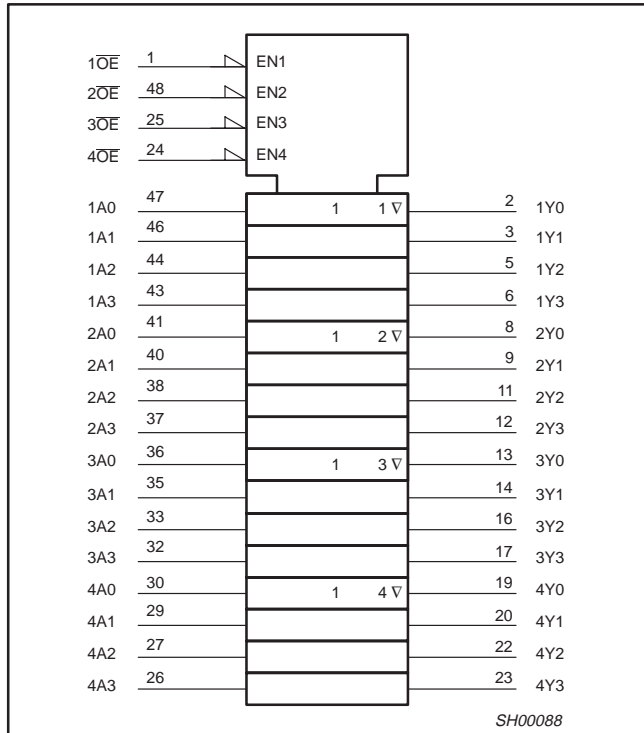 1O̅E̅ 1 EN1
2O̅E̅ 48 EN2
3O̅E̅ 25 EN3
4O̅E̅ 24 EN4
1A0 47 1 1 ∇ 2 1Y0
1A1 46 3 1Y1
1A2 44 5 1Y2
1A3 43 6 1Y3
2A0 41 1 2 ∇ 8 2Y0
2A1 40 9 2Y1
2A2 38 11 2Y2
2A3 37 12 2Y3
3A0 36 1 3 ∇ 13 3Y0
3A1 35 14 3Y1
3A2 33 16 3Y2
3A3 32 17 3Y3
4A0 30 1 4 ∇ 19 4Y0
4A1 29 20 4Y1
4A2 27 22 4Y2
4A3 26 23 4Y3
SH00088